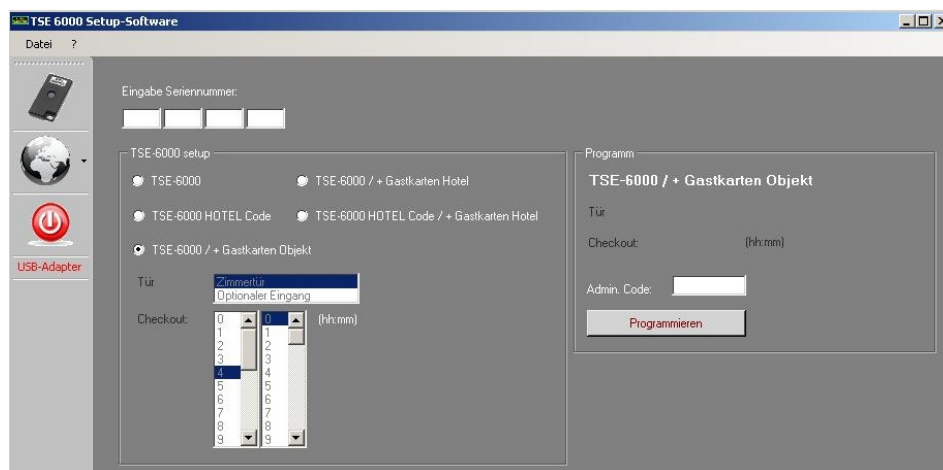 TSE 6000 Setup-Software
Datei ?
Eingabe Seriennummer:
TSE-6000 setup
TSE-6000
TSE-6000 / + Gastkarten Hotel
TSE-6000 HOTEL Code
TSE-6000 HOTEL Code / + Gastkarten Hotel
TSE-6000 / + Gastkarten Objekt
USB-Adapter
Tür
Zimmertür
Optionaler Eingang
Checkout:
0 0 (hh:mm)
1 1
2 2
3 3
4 4
5 5
6 6
7 7
8 8
9 9
Programm
TSE-6000 / + Gastkarten Objekt
Tür
Checkout: (hh:mm)
Admin. Code:
Programmieren